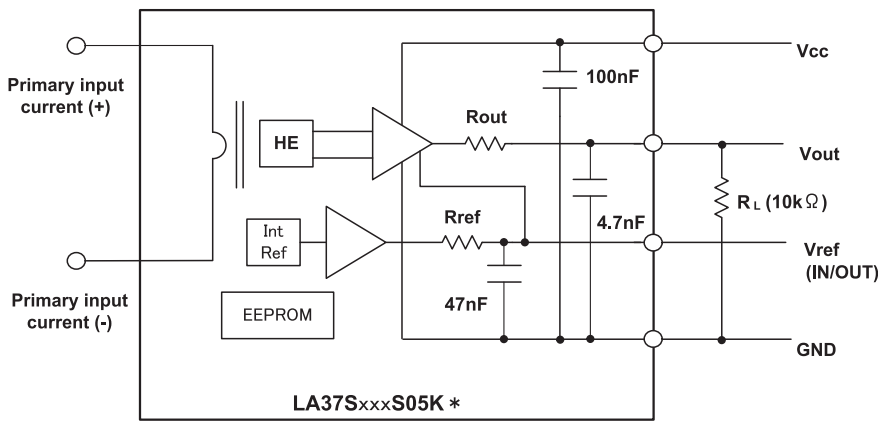 Primary input
current (+)
100nF
Vcc
Rout
HE
Vout
RL (10kΩ)
4.7nF
Rref
Int
Ref
Vref
(IN/OUT)
Primary input
current (-)
47nF
EEPROM
GND
LA37SxxxS05K *